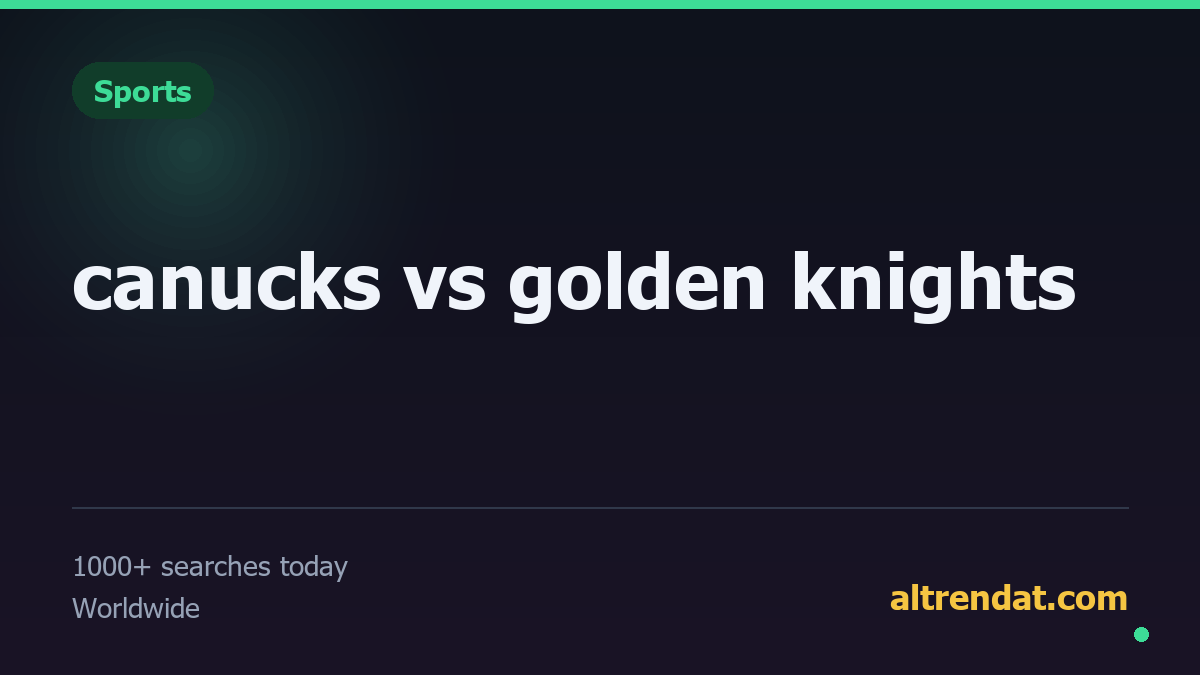 Sports
canucks vs golden knights
1000+ searches today
Worldwide
altrendat.com